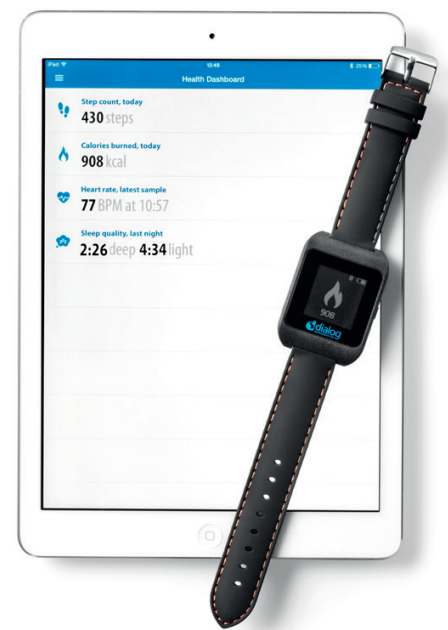 iPad 13:49 25%
Health Dashboard
Step count, today
430 steps
Calories burned, today
908 kcal
Heart rate, latest sample
77 BPM at 10:57
Sleep quality, last night
2:26 deep 4:34 light
908
dialog